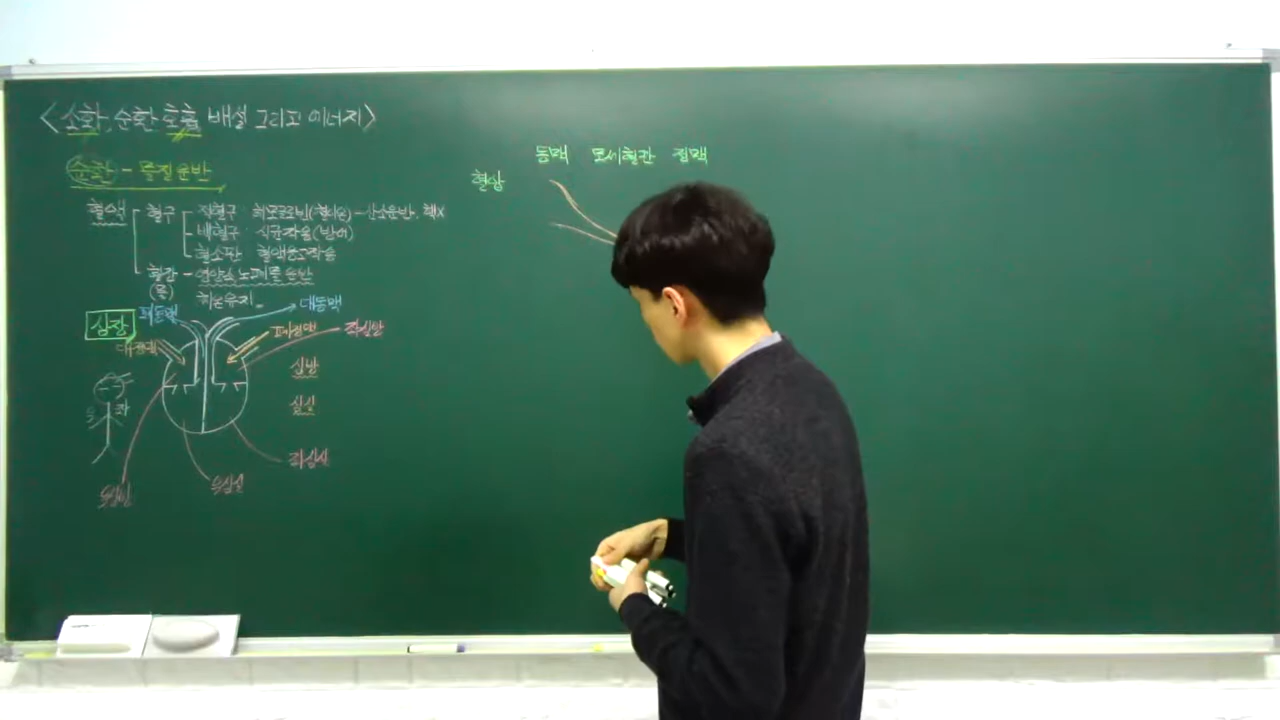 <소화, 순환, 호흡, 배설 그리고 에너지>
순환 - 물질운반
혈액 혈구 적혈구 : 헤모글로빈 - 산소운반, 핵X
백혈구 : 식균작용(방어)
혈소판 : 혈액응고작용
혈장 - 영양소, 노폐물 운반
(물) 체온유지
심장 폐동맥 대동맥
대정맥 폐정맥 좌심방
심방
우 좌 심실
좌심실
우심방 우심실
동맥 모세혈관 정맥